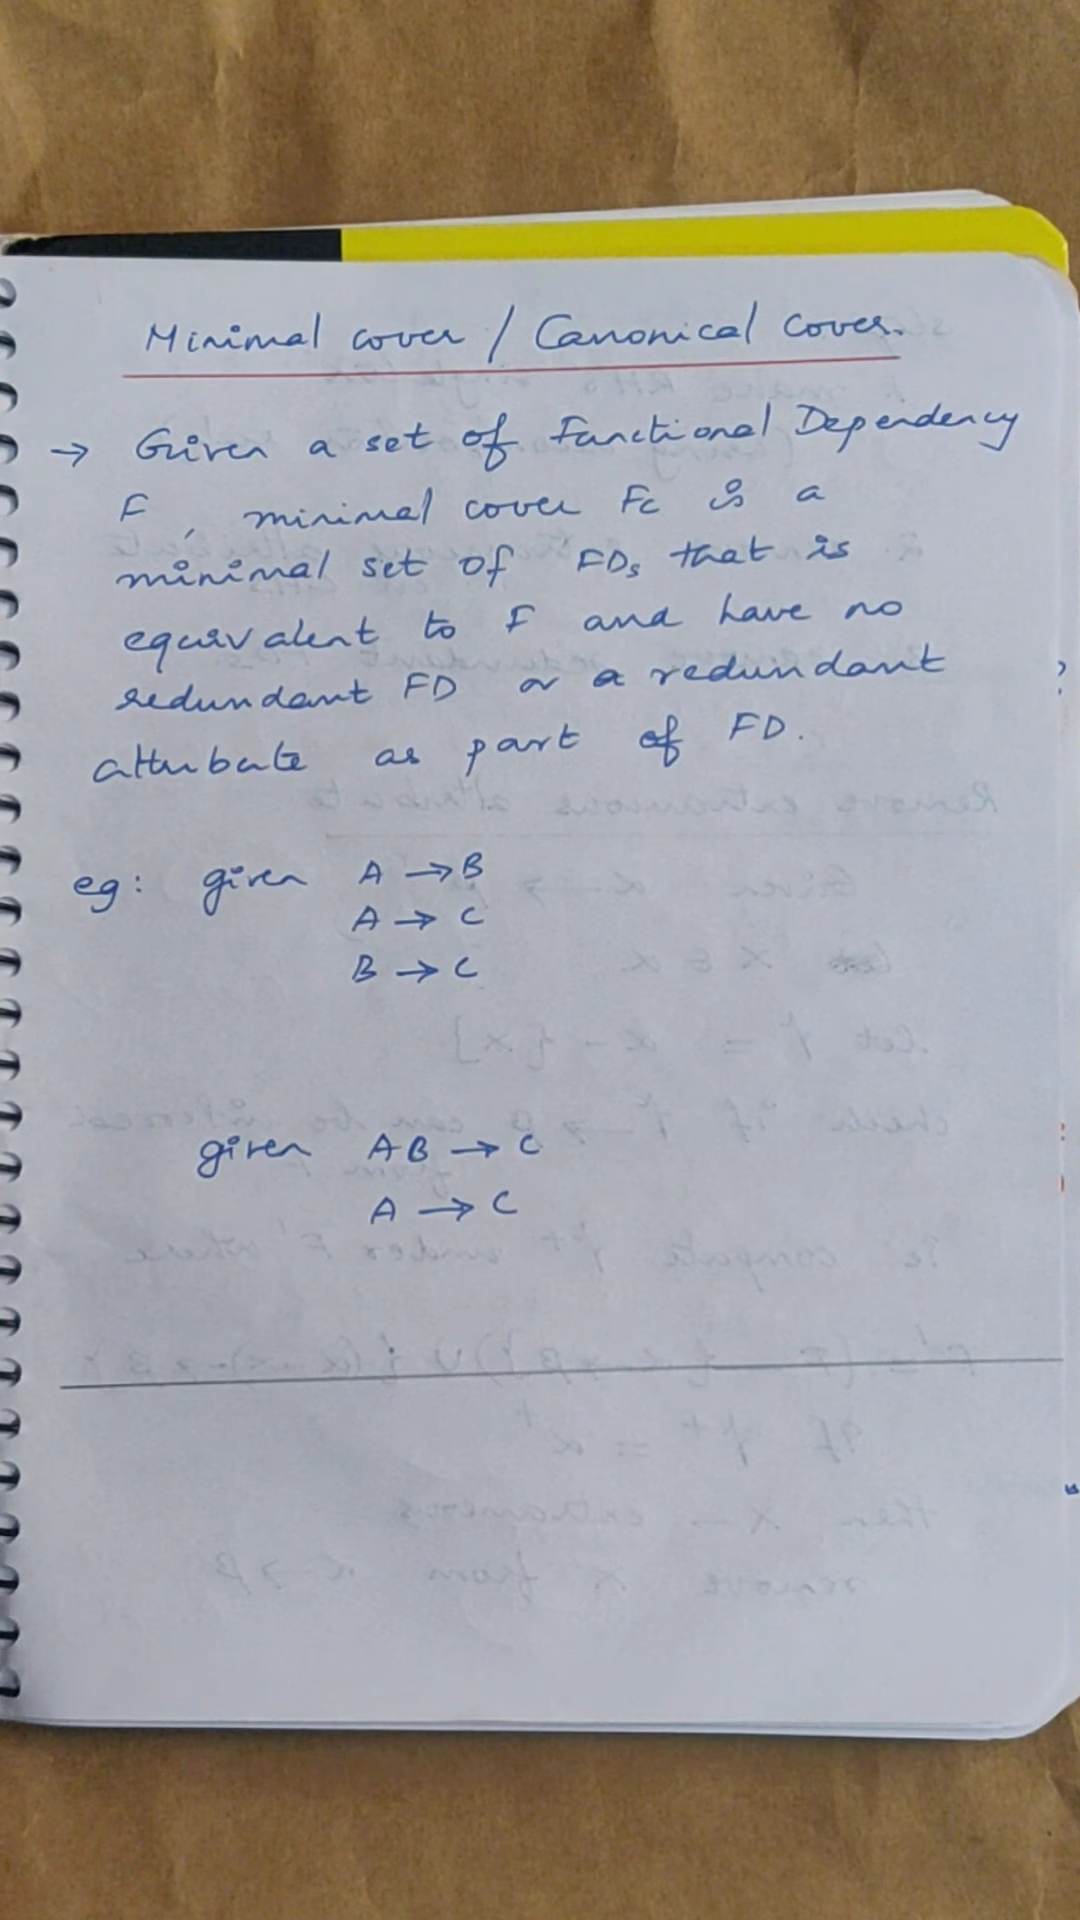 Minimal cover / Canonical cover.
→ Given a set of Functional Dependency
F, minimal cover Fc is a
minimal set of FDs that is
equivalent to F and have no
redundant FD or a redundant
attribute as part of FD.
eg: given A → B
A → C
B → C
given AB → C
A → C